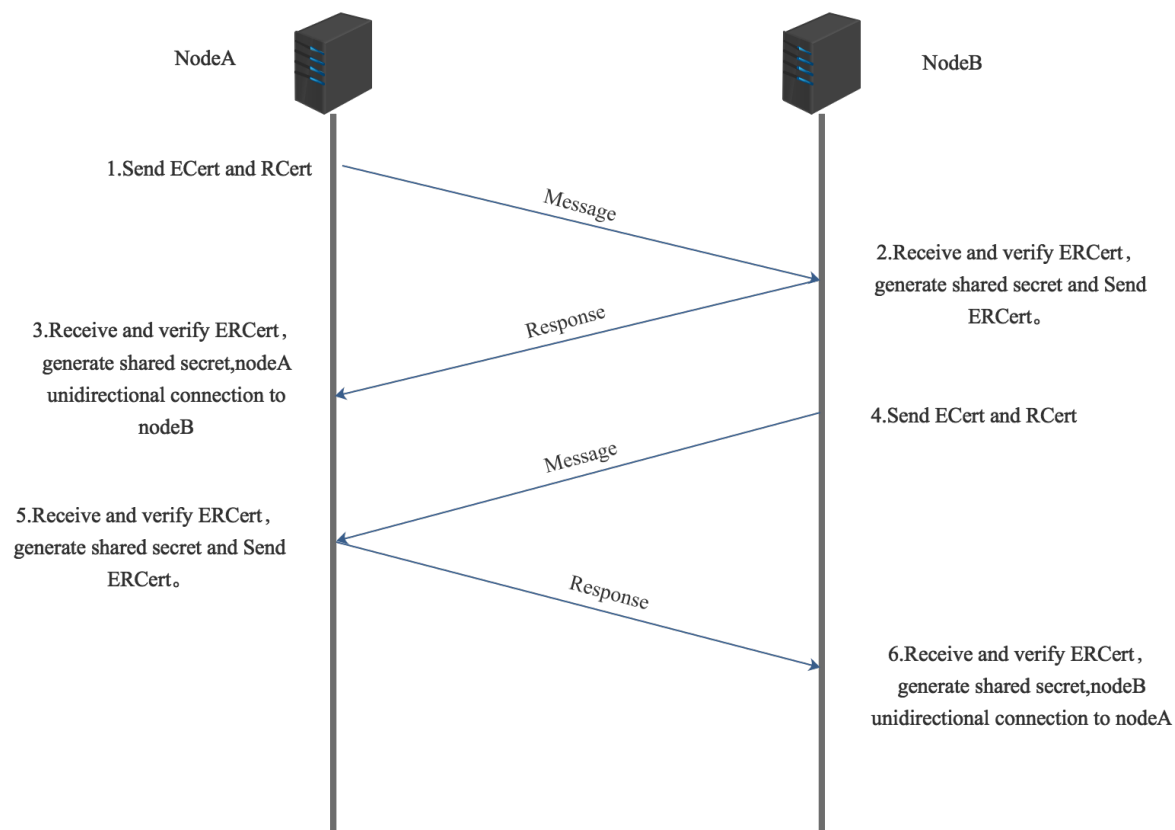 NodeA
NodeB
1.Send ECert and RCert
Message
2.Receive and verify ERCert，
generate shared secret and Send
ERCert。
Response
3.Receive and verify ERCert，
generate shared secret,nodeA
unidirectional connection to
nodeB
4.Send ECert and RCert
Message
5.Receive and verify ERCert，
generate shared secret and Send
ERCert。
Response
6.Receive and verify ERCert，
generate shared secret,nodeB
unidirectional connection to nodeA